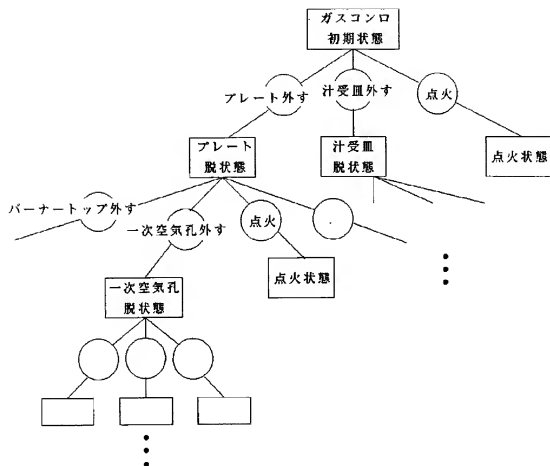 ガスコンロ
初期状態
プレート外す
汁受皿外す
点火
プレート
脱状態
汁受皿
脱状態
点火状態
バーナートップ外す
一次空気孔外す
点火
点火状態
一次空気孔
脱状態